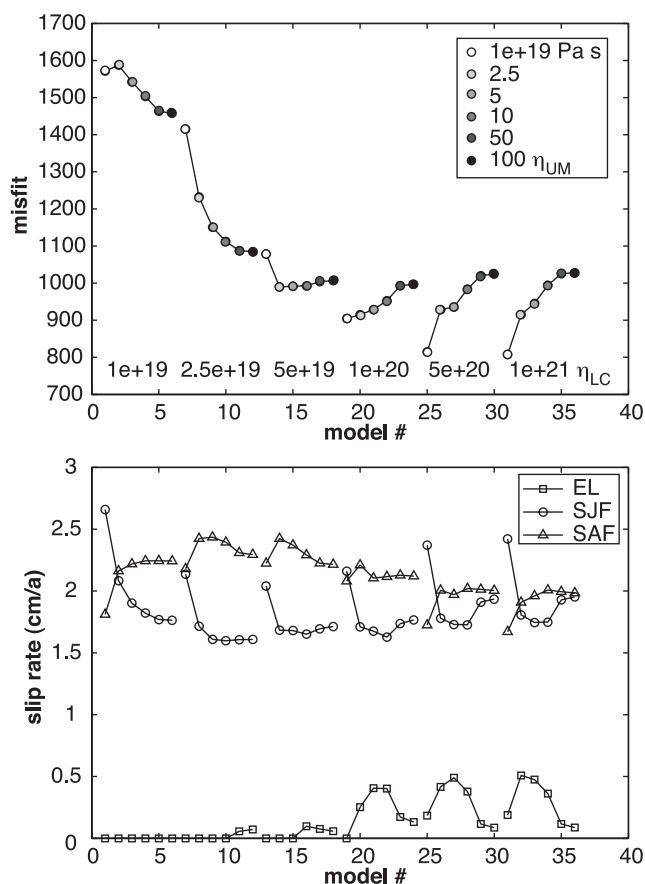 1700
1600
1500
1400
1300
1200
1100
1000
900
800
700
misfit
1e+19 Pa s
2.5
5
10
50
100 η_UM
1e+19 2.5e+19 5e+19 1e+20 5e+20 1e+21 η_LC
0 5 10 15 20 25 30 35 40
model #
3
2.5
2
1.5
1
0.5
0
slip rate (cm/a)
EL
SJF
SAF
0 5 10 15 20 25 30 35 40
model #